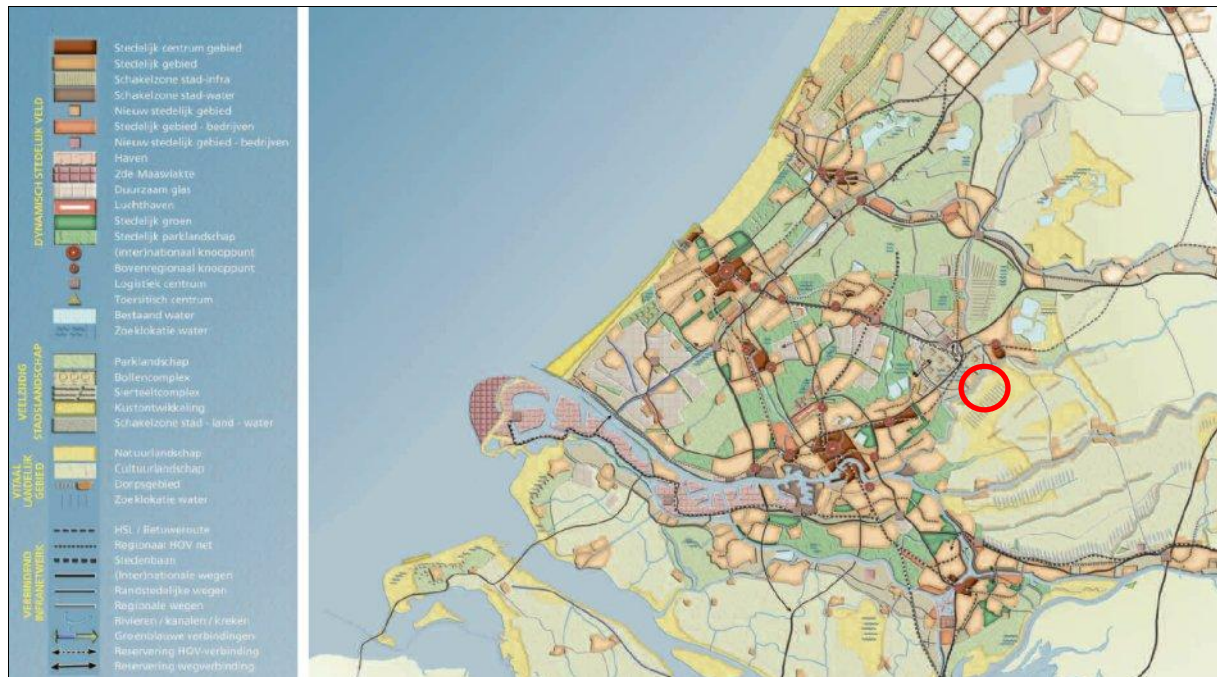 DYNAMISCH STEDELIJK VELD
Stedelijk centrum gebied
Stedelijk gebied
Schakelzone stad-infra
Schakelzone stad-water
Nieuw stedelijk gebied
Stedelijk gebied - bedrijven
Nieuw stedelijk gebied - bedrijven
Haven
2de Maasvlakte
Duurzaam glas
Luchthaven
Stedelijk groen
Stedelijk parklandschap
(inter)nationaal knooppunt
Bovenregionaal knooppunt
Logistiek centrum
Toersitisch centrum
Bestaand water
Zoeklokatie water
VEELZIJDIG
STADSLANDSCHAP
Parklandschap
Bollencomplex
Sierteeltcomplex
Kustontwikkeling
Schakelzone stad - land - water
VITAAL
LANDELIJK
GEBIED
Natuurlandschap
Cultuurlandschap
Dorpsgebied
Zoeklokatie water
VERBINDEND
INFRANETWERK
HSL / Betuweroute
Regionaal HOV net
Stedenbaan
(Inter)nationale wegen
Randstedelijke wegen
Regionale wegen
Rivieren / kanalen / kreken
Groenblauwe verbindingen
Reservering HOV-verbinding
Reservering wegverbinding